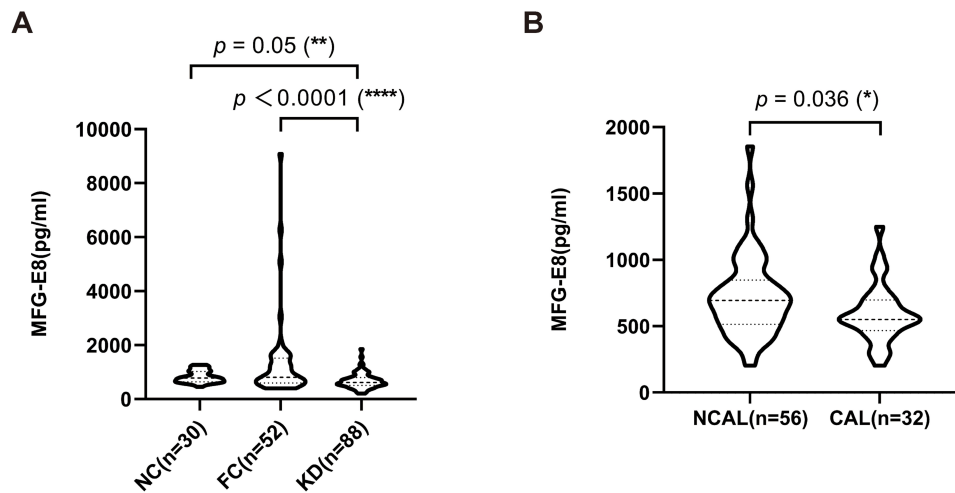 A
p = 0.05 (**)
p <0.0001 (****)
MFG-E8(pg/ml)
10000
8000
6000
4000
2000
0
NC(n=30)
FC(n=52)
KD(n=88)
B
p = 0.036 (*)
MFG-E8(pg/ml)
2000
1500
1000
500
0
NCAL(n=56)
CAL(n=32)